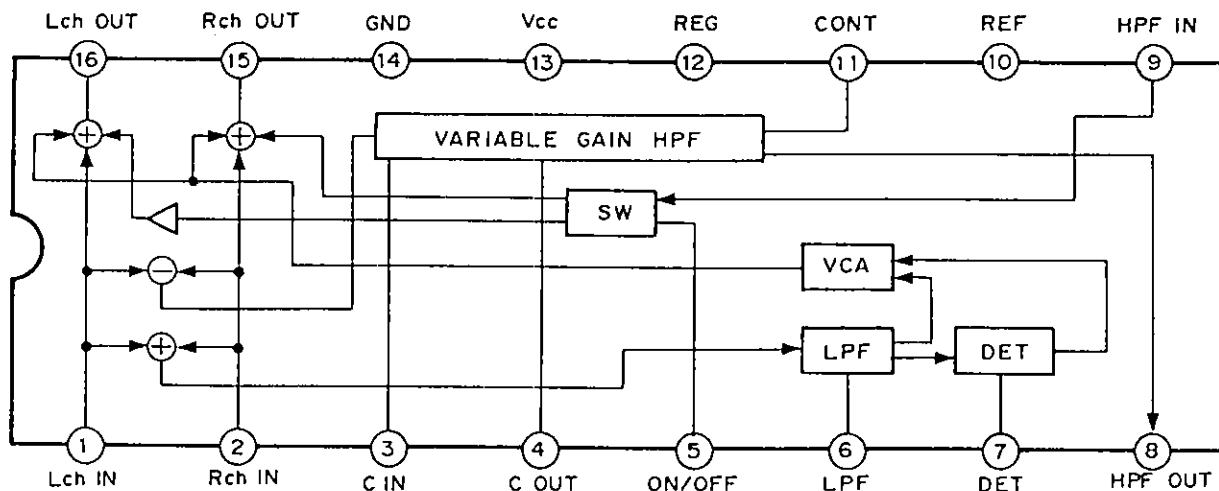 Lch OUT Rch OUT GND Vcc REG CONT REF HPF IN
16 15 14 13 12 11 10 9
+ + VARIABLE GAIN HPF
SW
− VCA
+ LPF DET
1 2 3 4 5 6 7 8
Lch IN Rch IN C IN C OUT ON/OFF LPF DET HPF OUT